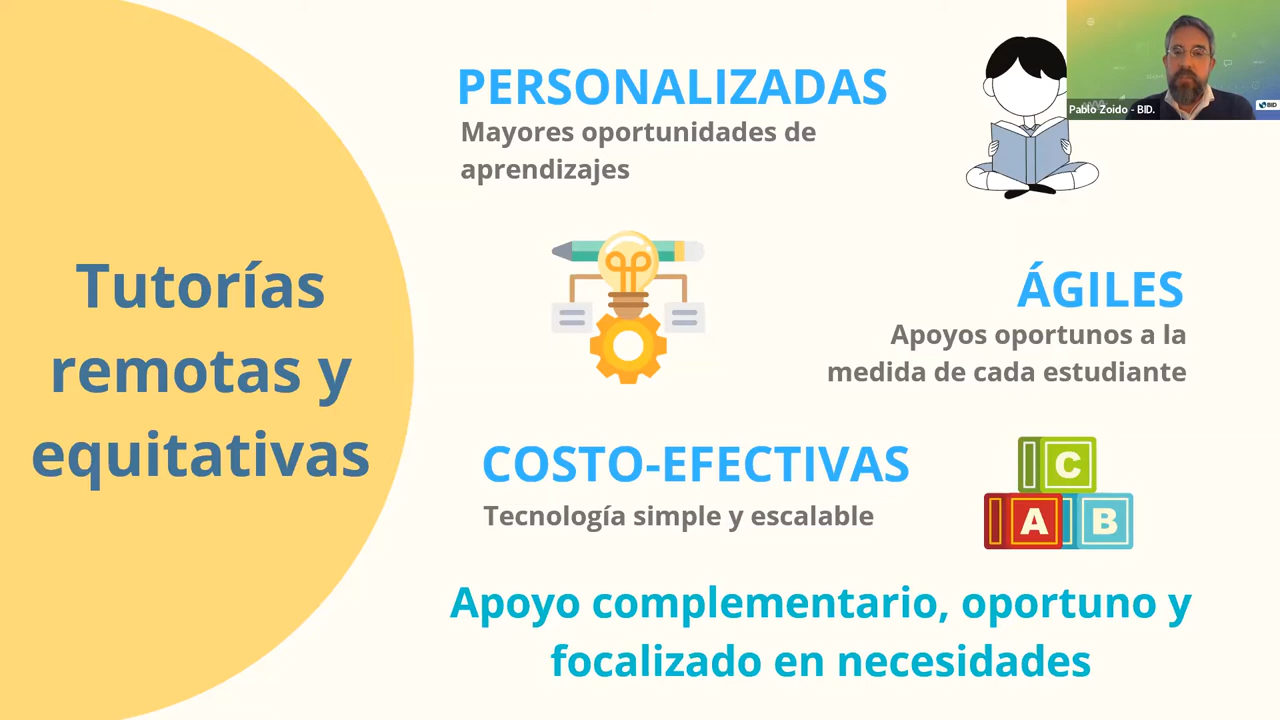 Tutorías
remotas y
equitativas
PERSONALIZADAS
Mayores oportunidades de
aprendizajes
Pablo Zoido - BID.
BID
ÁGILES
Apoyos oportunos a la
medida de cada estudiante
COSTO-EFECTIVAS
Tecnología simple y escalable
C
A
B
Apoyo complementario, oportuno y
focalizado en necesidades